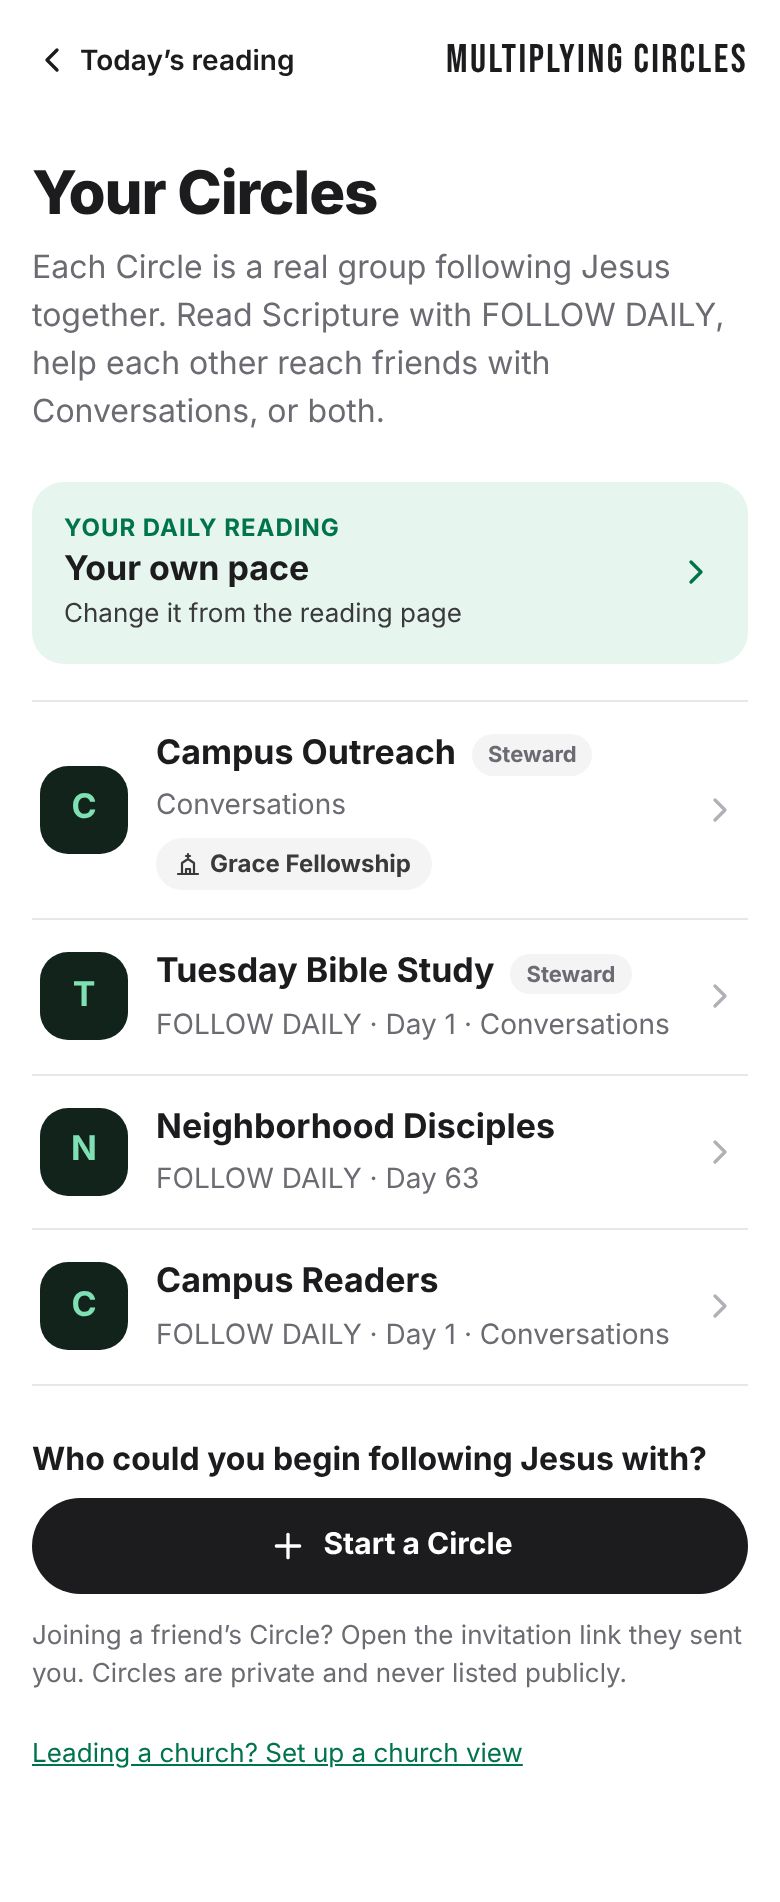 Today’s reading
MULTIPLYING CIRCLES
Your Circles
Each Circle is a real group following Jesus
together. Read Scripture with FOLLOW DAILY,
help each other reach friends with
Conversations, or both.
YOUR DAILY READING
Your own pace
Change it from the reading page
C
Campus Outreach Steward
Conversations
Grace Fellowship
T
Tuesday Bible Study Steward
FOLLOW DAILY · Day 1 · Conversations
N
Neighborhood Disciples
FOLLOW DAILY · Day 63
C
Campus Readers
FOLLOW DAILY · Day 1 · Conversations
Who could you begin following Jesus with?
Start a Circle
Joining a friend’s Circle? Open the invitation link they sent
you. Circles are private and never listed publicly.
Leading a church? Set up a church view